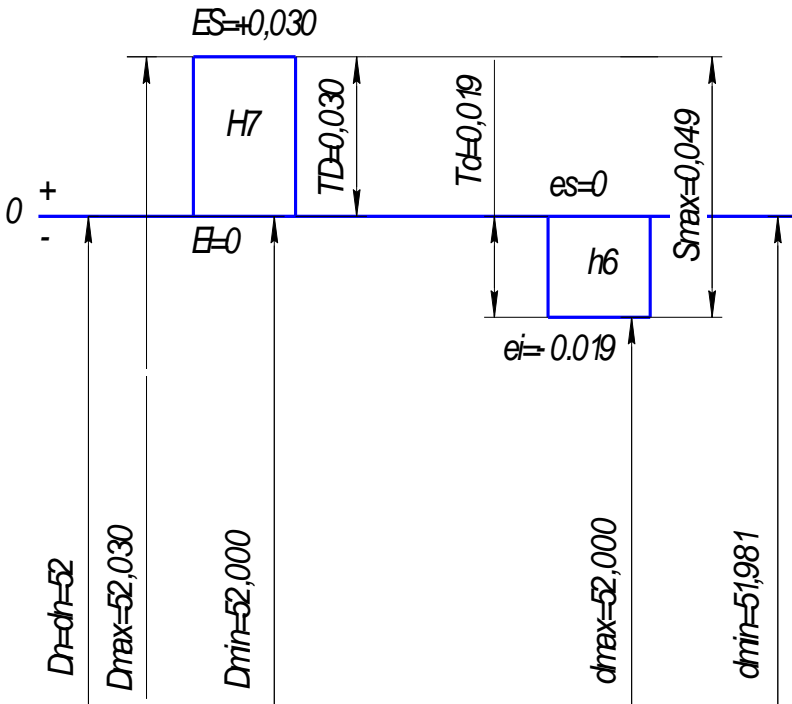 ES=+0,030
H7
TD=0,030
Td=0,019
es=0
Smax=0,049
+
0
-
EI=0
h6
ei=-0.019
Dn=dn=52
Dmax=52,030
Dmin=52,000
dmax=52,000
dmin=51,981